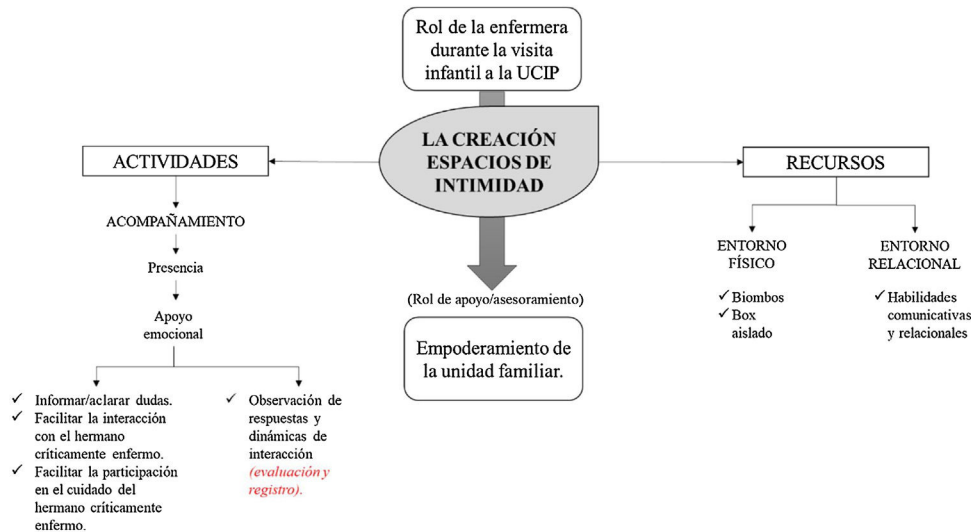 Rol de la enfermera
durante la visita
infantil a la UCIP
LA CREACIÓN
ESPACIOS DE
INTIMIDAD
ACTIVIDADES
ACOMPAÑAMIENTO
Presencia
Apoyo
emocional
✓ Informar/aclarar dudas.
✓ Facilitar la interacción
con el hermano
críticamente enfermo.
✓ Facilitar la participación
en el cuidado del
hermano críticamente
enfermo.
✓ Observación de
respuestas y
dinámicas de
interacción
(evaluación y
registro).
(Rol de apoyo/asesoramiento)
Empoderamiento de
la unidad familiar.
RECURSOS
ENTORNO
FÍSICO
✓ Biombos
✓ Box
aislado
ENTORNO
RELACIONAL
✓ Habilidades
comunicativas
y relacionales